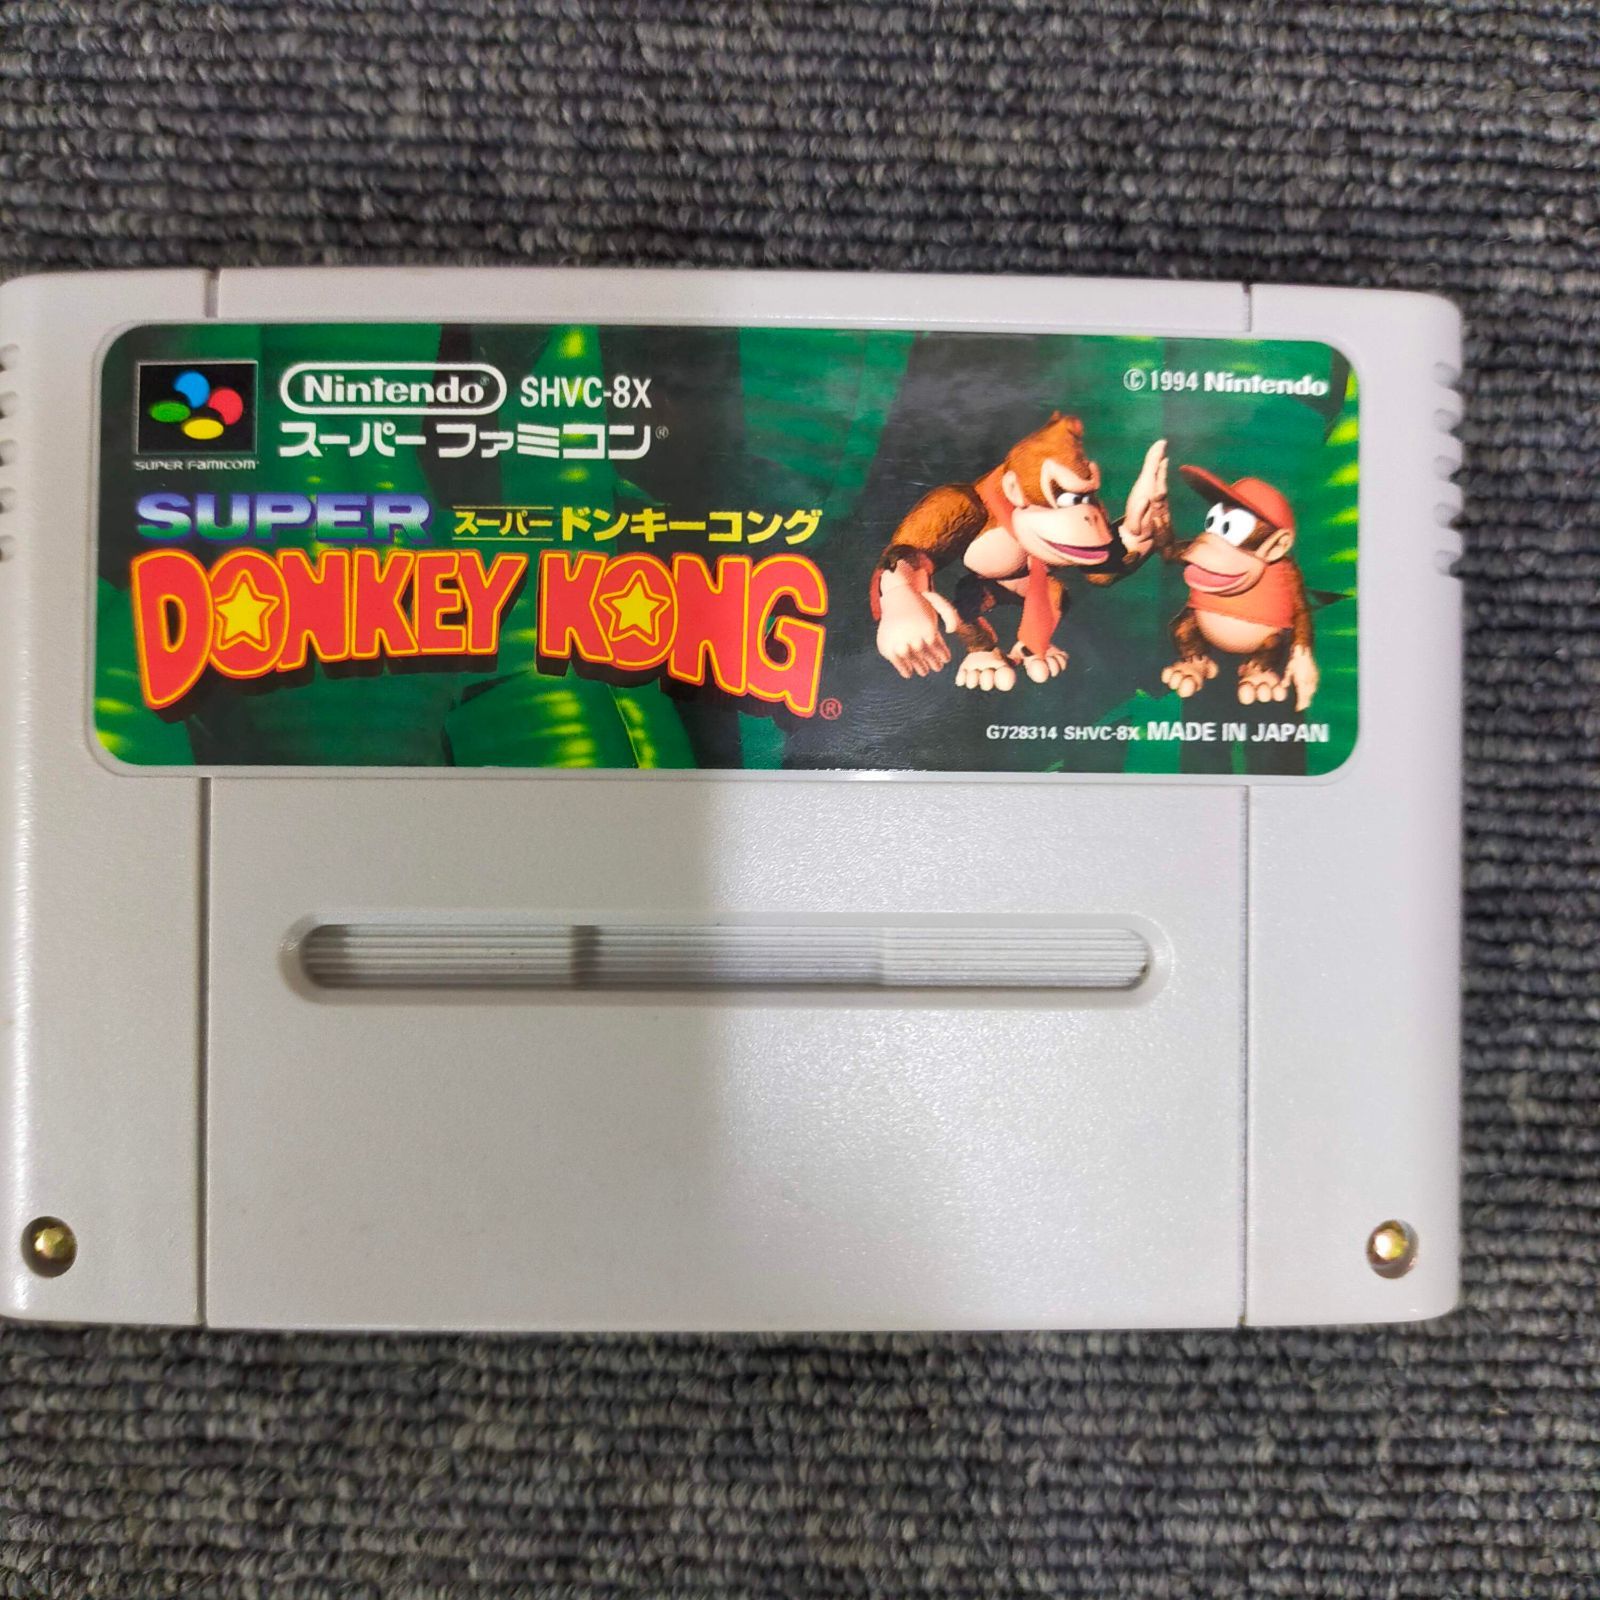 Nintendo® SHVC-8X
©1994 Nintendo
スーパーファミコン®
SUPER FAMICOM
SUPER スーパードンキーコング
DONKEY KONG®
G728314 SHVC-8X MADE IN JAPAN